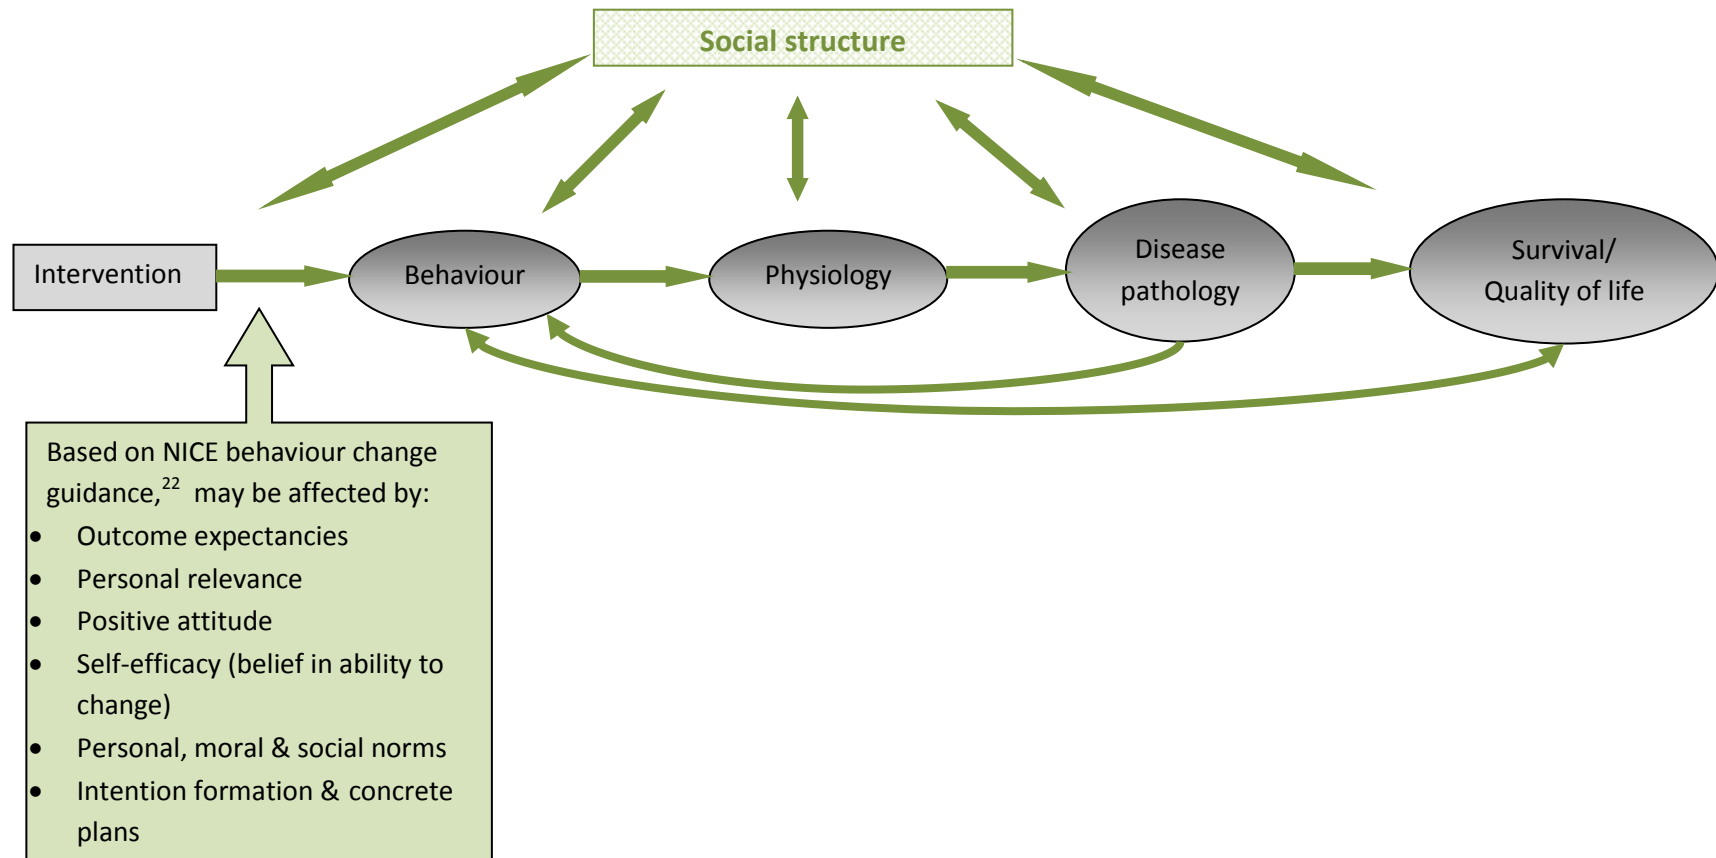 Social structure
Intervention
Behaviour
Physiology
Disease
pathology
Survival/
Quality of life
Based on NICE behaviour change
guidance,22 may be affected by:
• Outcome expectancies
• Personal relevance
• Positive attitude
• Self-efficacy (belief in ability to
change)
• Personal, moral & social norms
• Intention formation & concrete
plans